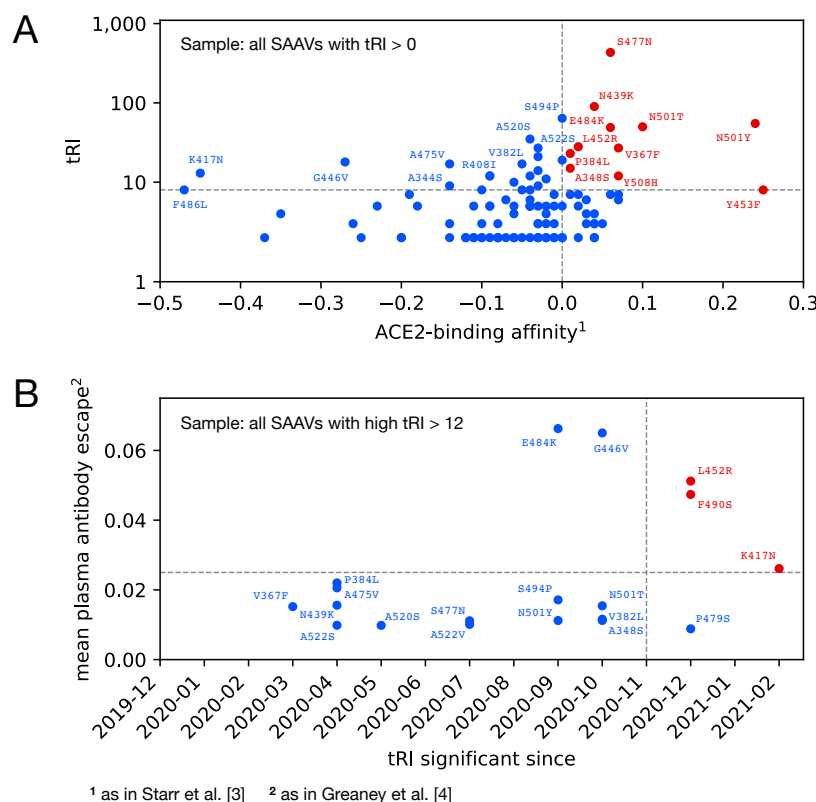 A
Sample: all SAAVs with tRI > 0
1,000
100
10
1
tRI
S477N
N439K
S494P
E484K
N501T
N501Y
A520S
A522S
L452R
V382L
V367F
A475V
P384L
K417N
R408I
G446V
A344S
A348S
Y508H
F486L
Y453F
−0.5 −0.4 −0.3 −0.2 −0.1 0.0 0.1 0.2 0.3
ACE2-binding affinity1
B
Sample: all SAAVs with high tRI > 12
mean plasma antibody escape2
0.06
0.04
0.02
0.00
E484K
G446V
L452R
F490S
K417N
P384L
V367F
A475V
N439K
A522S
A520S
S477N
A522V
S494P
N501Y
N501T
V382L
A348S
P479S
2019-12 2020-01 2020-02 2020-03 2020-04 2020-05 2020-06 2020-07 2020-08 2020-09 2020-10 2020-11 2020-12 2021-01 2021-02
tRI significant since
1 as in Starr et al. [3] 2 as in Greaney et al. [4]